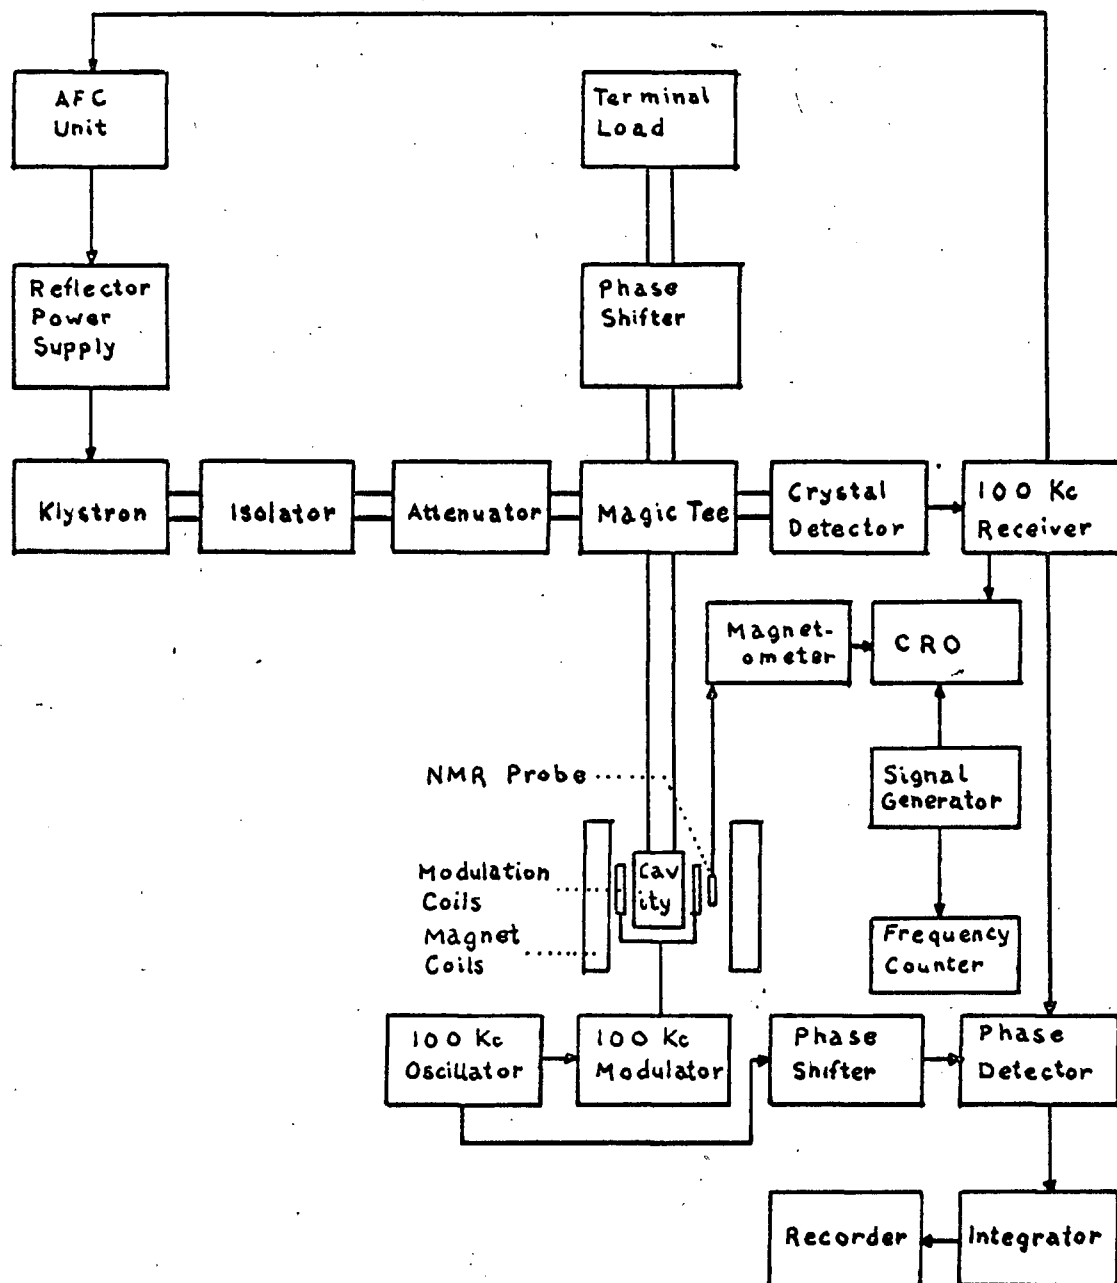 AFC
Unit
Terminal
Load
Reflector
Power
Supply
Phase
Shifter
Klystron
Isolator
Attenuator
Magic Tee
Crystal
Detector
100 Kc
Receiver
Magnet-
ometer
CRO
NMR Probe
Signal
Generator
Modulation
Coils
Cav
ity
Magnet
Coils
Frequency
Counter
100 Kc
Oscillator
100 Kc
Modulator
Phase
Shifter
Phase
Detector
Recorder
Integrator